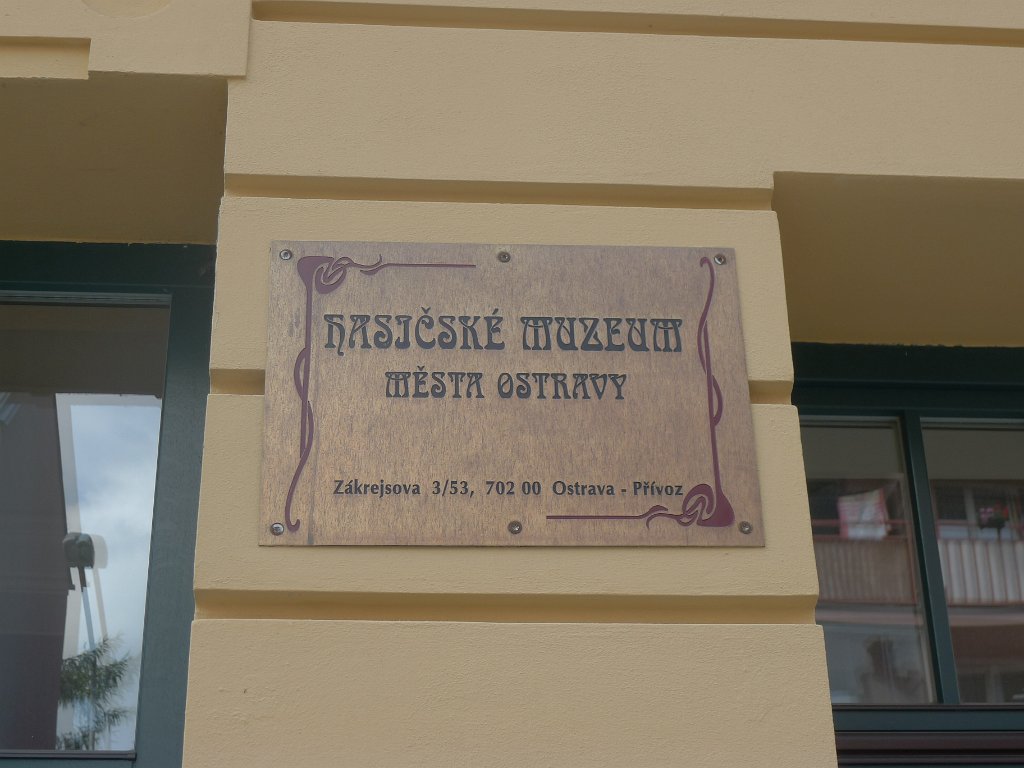 HASIČSKÉ MUZEUM
MĚSTA OSTRAVY
Zákrejsova 3/53, 702 00 Ostrava - Přívoz